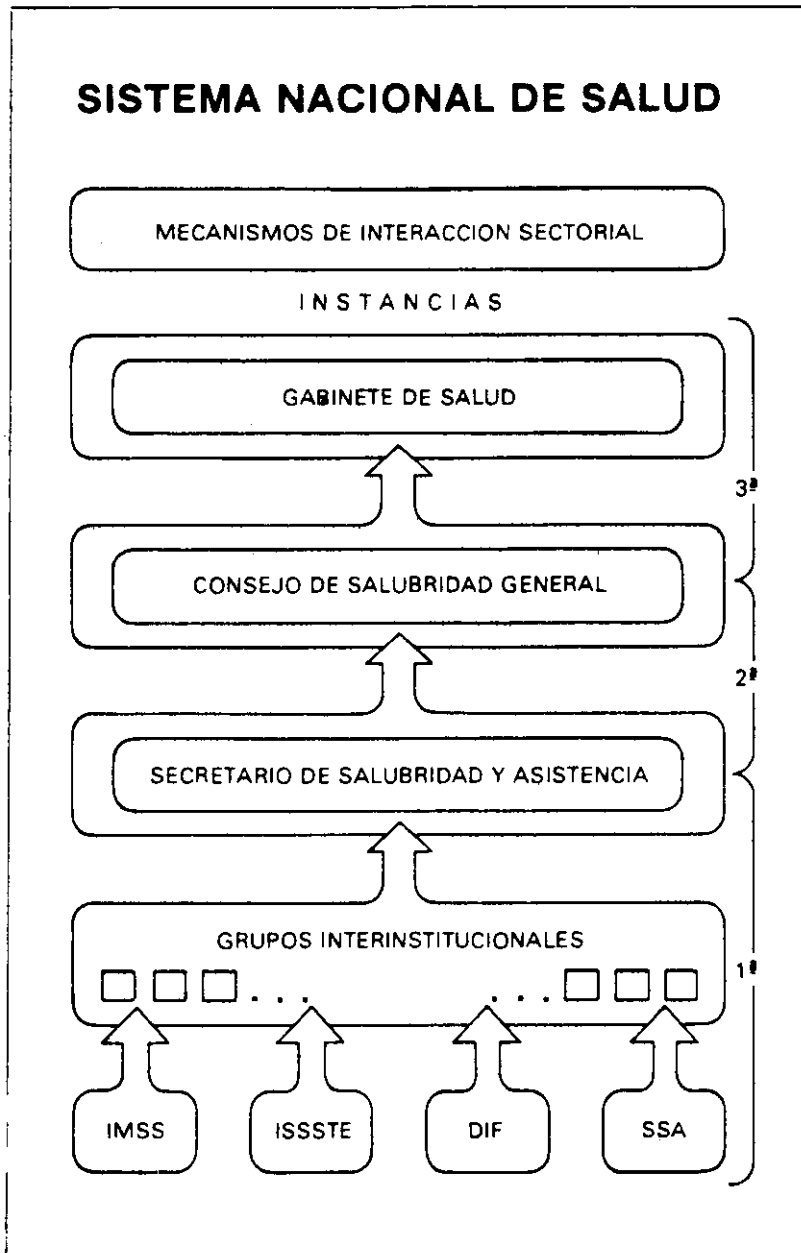 SISTEMA NACIONAL DE SALUD
MECANISMOS DE INTERACCION SECTORIAL
INSTANCIAS
GABINETE DE SALUD
3ª
CONSEJO DE SALUBRIDAD GENERAL
2ª
SECRETARIO DE SALUBRIDAD Y ASISTENCIA
GRUPOS INTERINSTITUCIONALES
. . . . . .
1ª
IMSS ISSSTE DIF SSA